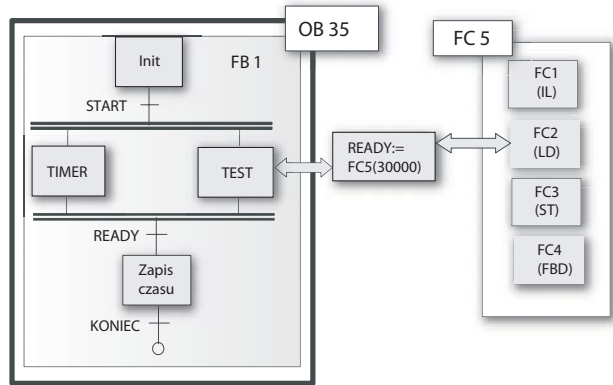 OB 35
FB 1
Init
START
TIMER
TEST
READY
Zapis
czasu
KONIEC
READY:=
FC5(30000)
FC 5
FC1
(IL)
FC2
(LD)
FC3
(ST)
FC4
(FBD)